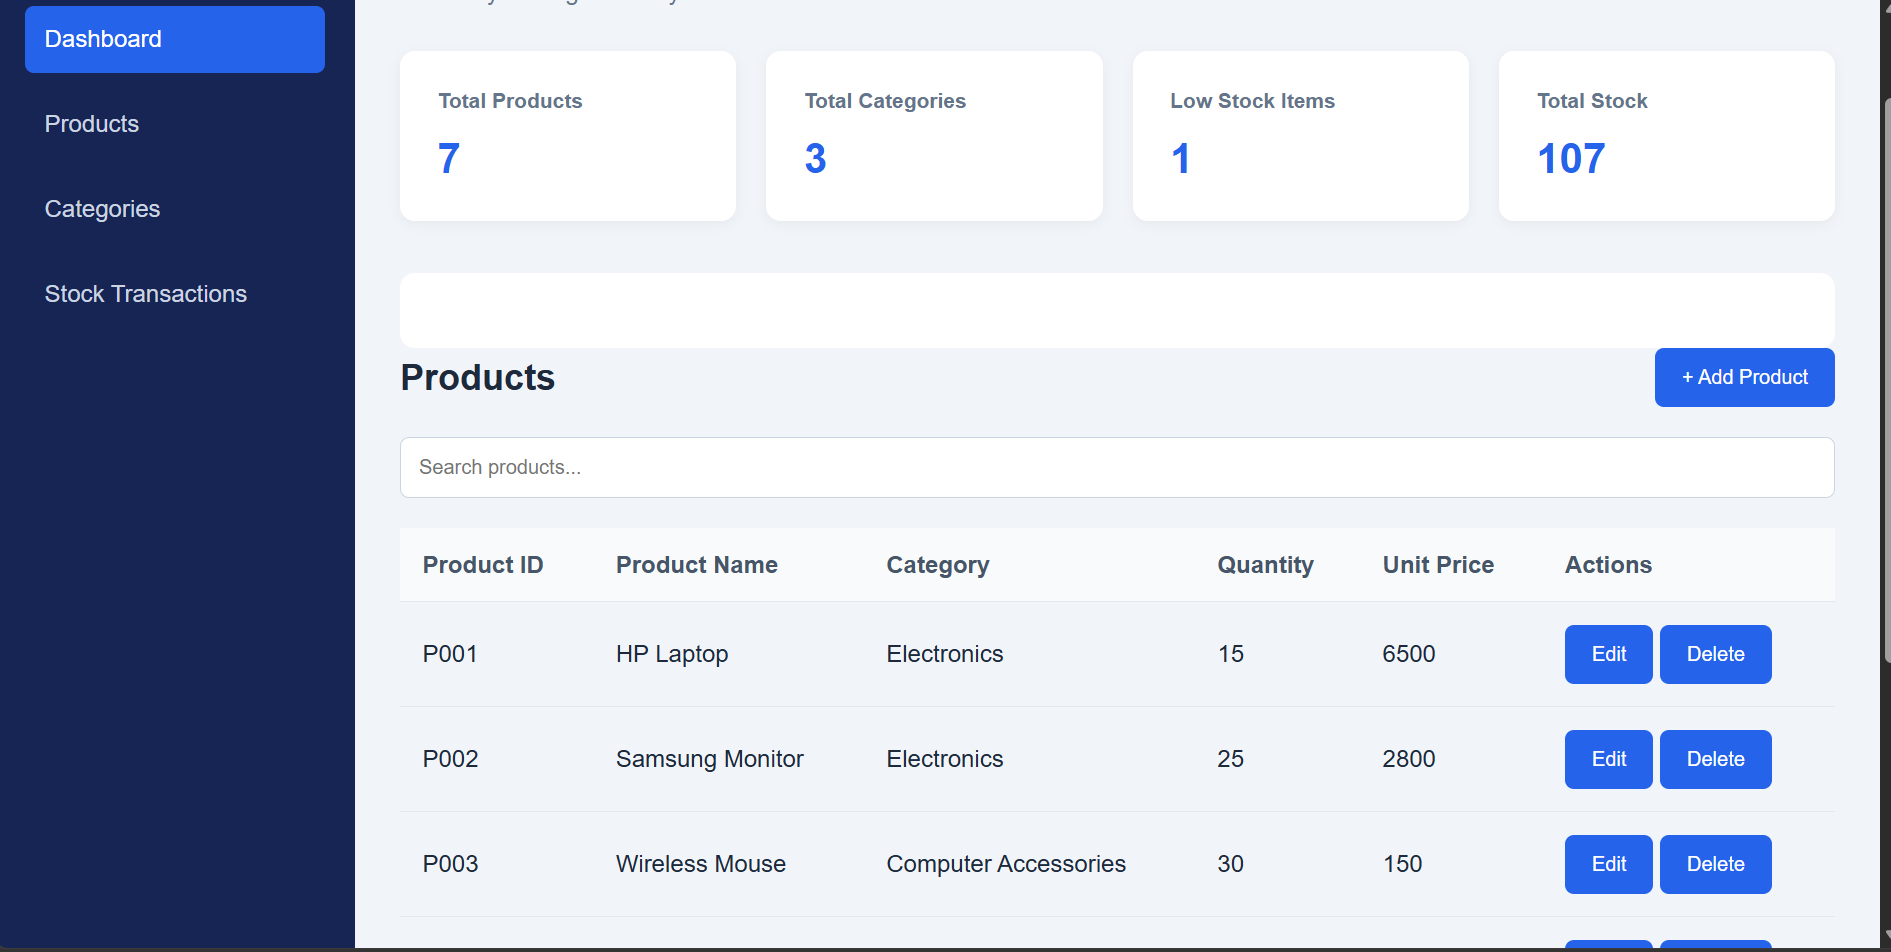 Dashboard
Products
Categories
Stock Transactions
Total Products
7
Total Categories
3
Low Stock Items
1
Total Stock
107
Products
+ Add Product
Search products...
Product ID Product Name Category Quantity Unit Price Actions
P001 HP Laptop Electronics 15 6500 Edit Delete
P002 Samsung Monitor Electronics 25 2800 Edit Delete
P003 Wireless Mouse Computer Accessories 30 150 Edit Delete